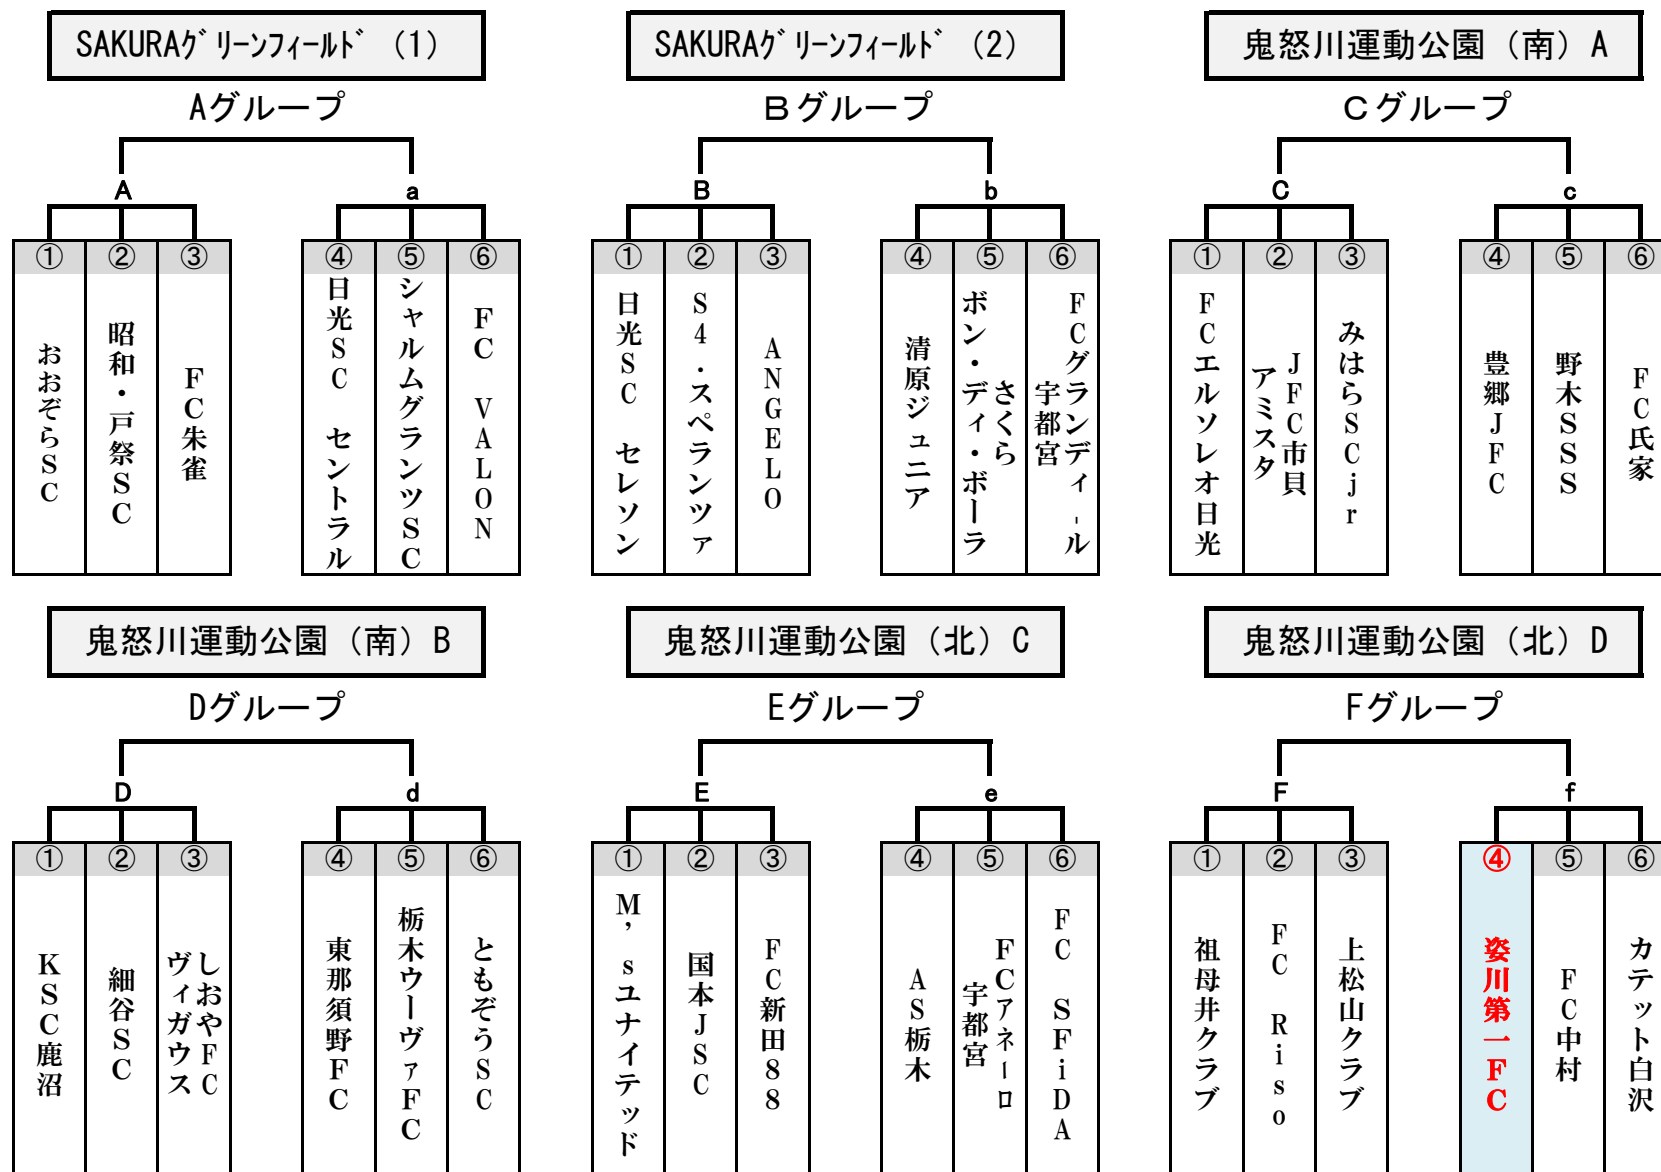 SAKURAｸﾞﾘｰﾝﾌｨｰﾙﾄﾞ (1)
Aグループ
A
a
①
②
③
④
⑤
⑥
おおぞらSC
昭和・戸祭SC
FC朱雀
日光SC セントラル
シャルムグランツSC
FC VALON
SAKURAｸﾞﾘｰﾝﾌｨｰﾙﾄﾞ (2)
Ｂグループ
B
b
①
②
③
④
⑤
⑥
日光SC セレソン
S4．スペランツァ
ANGELO
清原ジュニア
さくら
ボン・ディ・ボーラ
FCグランディール
宇都宮
鬼怒川運動公園（南）A
Ｃグループ
C
c
①
②
③
④
⑤
⑥
FCエルソレオ日光
JFC市貝
アミスタ
みはらSCjr
豊郷JFC
野木SSS
FC氏家
鬼怒川運動公園（南）B
Dグループ
D
d
①
②
③
④
⑤
⑥
KSC鹿沼
細谷SC
しおやFC
ヴィガウス
東那須野FC
栃木ウーヴァFC
ともぞうSC
鬼怒川運動公園（北）C
Eグループ
E
e
①
②
③
④
⑤
⑥
M’sユナイテッド
国本JSC
FC新田88
AS栃木
FCアネーロ
宇都宮
FC SFiDA
鬼怒川運動公園（北）D
Fグループ
F
f
①
②
③
④
⑤
⑥
祖母井クラブ
FC Riso
上松山クラブ
姿川第一FC
FC中村
カテット白沢